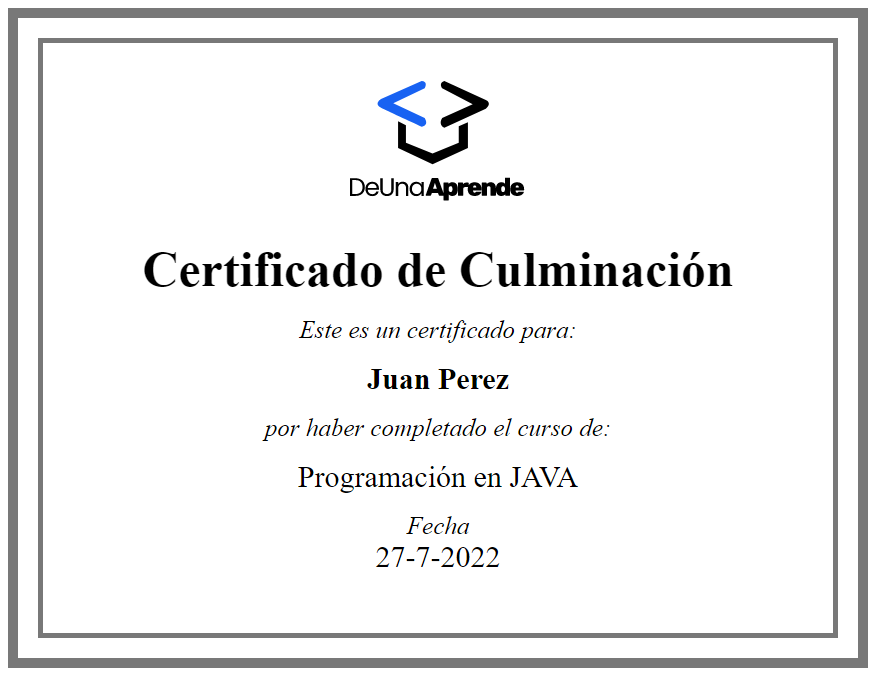 DeUnaAprende
Certificado de Culminación
Este es un certificado para:
Juan Perez
por haber completado el curso de:
Programación en JAVA
Fecha
27-7-2022